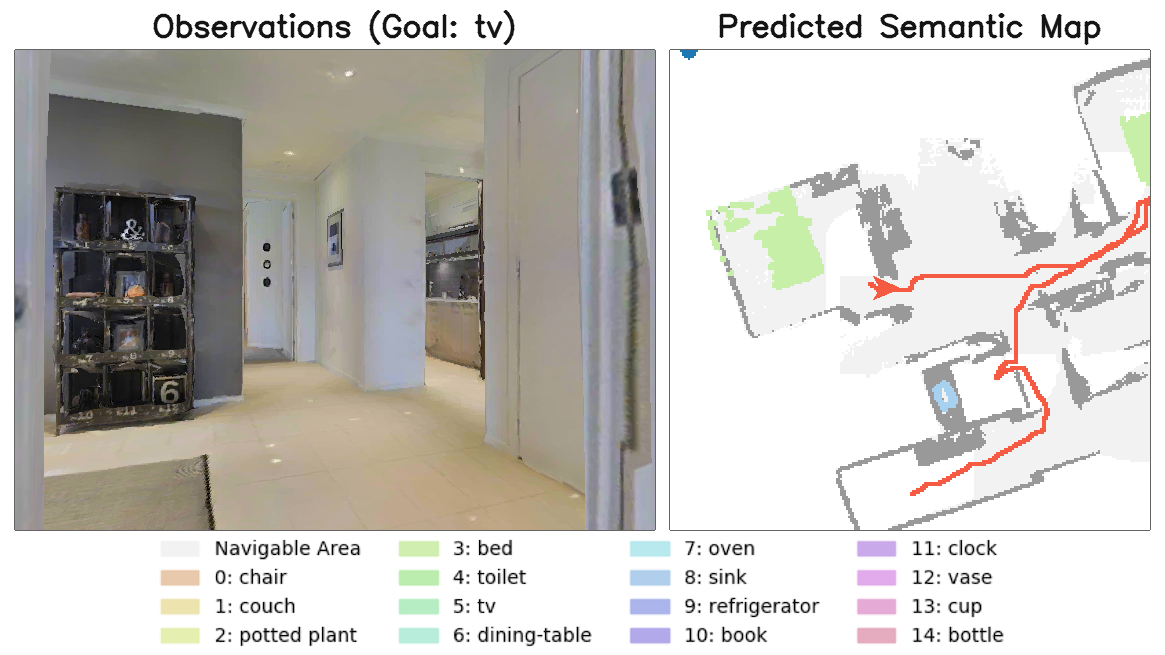 Observations (Goal: tv)
Predicted Semantic Map
&
6
Navigable Area
0: chair
1: couch
2: potted plant
3: bed
4: toilet
5: tv
6: dining-table
7: oven
8: sink
9: refrigerator
10: book
11: clock
12: vase
13: cup
14: bottle